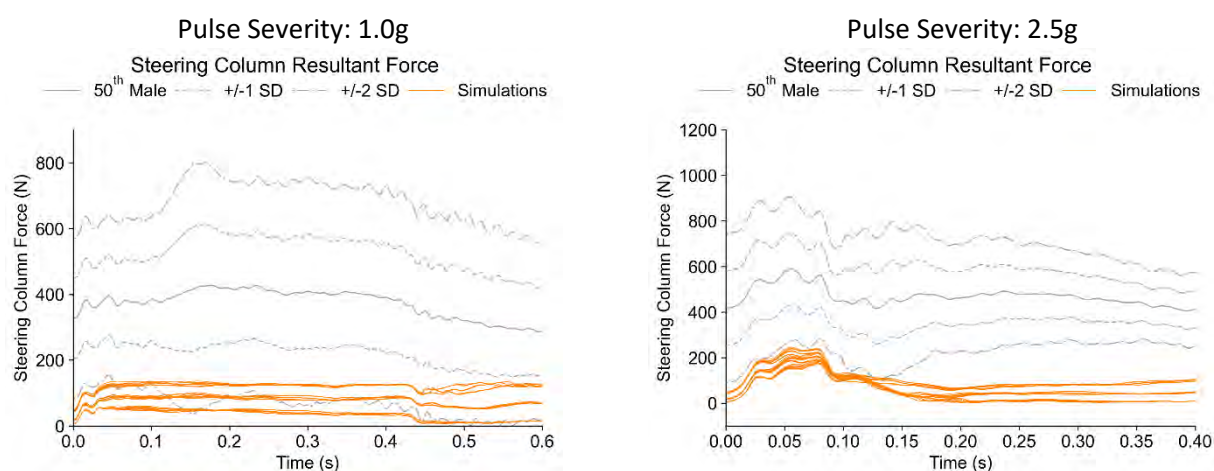 Pulse Severity: 1.0g
Steering Column Resultant Force
50th Male +/-1 SD +/-2 SD Simulations
Steering Column Force (N)
800
600
400
200
0
0.0 0.1 0.2 0.3 0.4 0.5 0.6
Time (s)
Pulse Severity: 2.5g
Steering Column Resultant Force
50th Male +/-1 SD +/-2 SD Simulations
Steering Column Force (N)
1200
1000
800
600
400
200
0
0.00 0.05 0.10 0.15 0.20 0.25 0.30 0.35 0.40
Time (s)